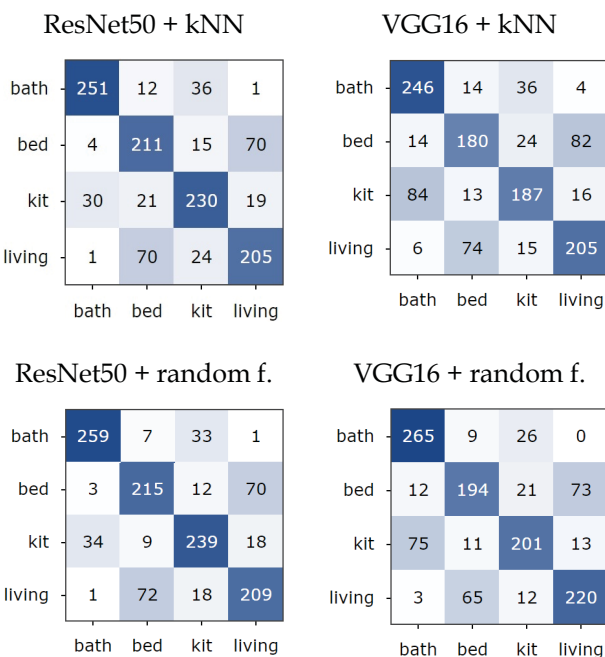 ResNet50 + kNN
VGG16 + kNN
bath 251 12 36 1
bed 4 211 15 70
kit 30 21 230 19
living 1 70 24 205
bath bed kit living
bath 246 14 36 4
bed 14 180 24 82
kit 84 13 187 16
living 6 74 15 205
bath bed kit living
ResNet50 + random f.
VGG16 + random f.
bath 259 7 33 1
bed 3 215 12 70
kit 34 9 239 18
living 1 72 18 209
bath bed kit living
bath 265 9 26 0
bed 12 194 21 73
kit 75 11 201 13
living 3 65 12 220
bath bed kit living